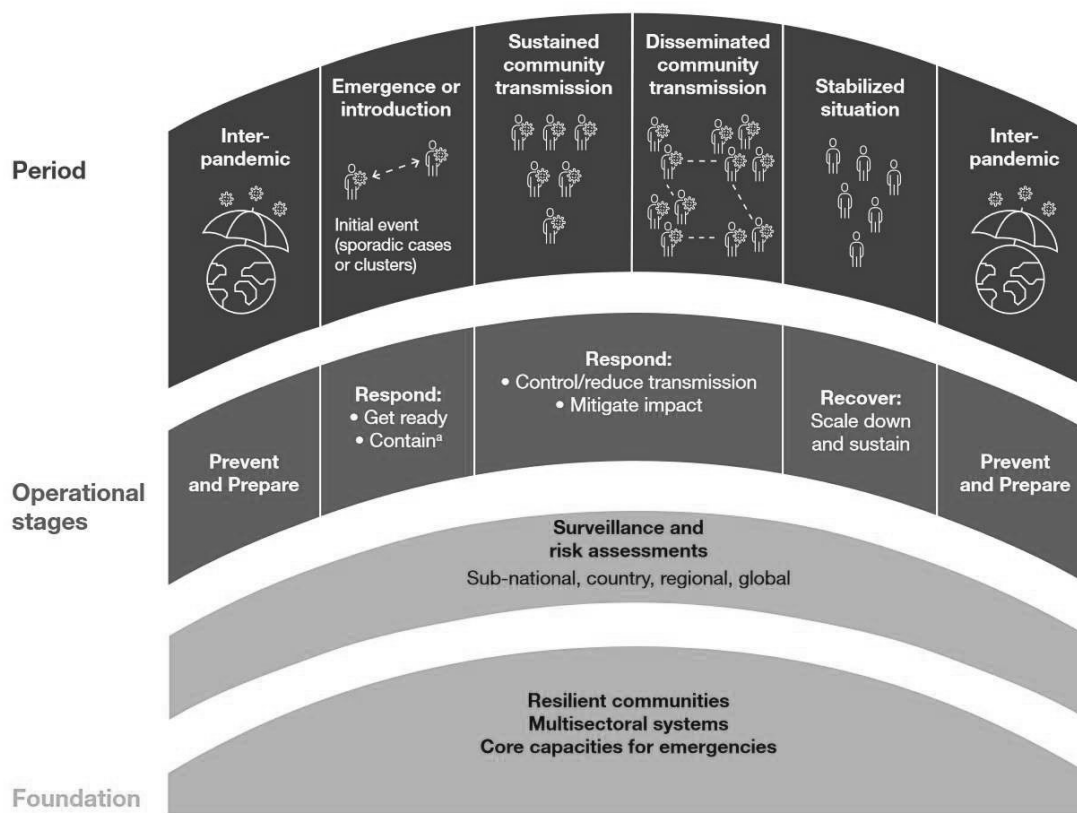 Period
Inter-
pandemic
Emergence or
introduction
Initial event
(sporadic cases
or clusters)
Sustained
community
transmission
Disseminated
community
transmission
Stabilized
situation
Inter-
pandemic
Operational
stages
Prevent
and Prepare
Respond:
• Get ready
• Containᵃ
Respond:
• Control/reduce transmission
• Mitigate impact
Recover:
Scale down
and sustain
Prevent
and Prepare
Surveillance and
risk assessments
Sub-national, country, regional, global
Foundation
Resilient communities
Multisectoral systems
Core capacities for emergencies